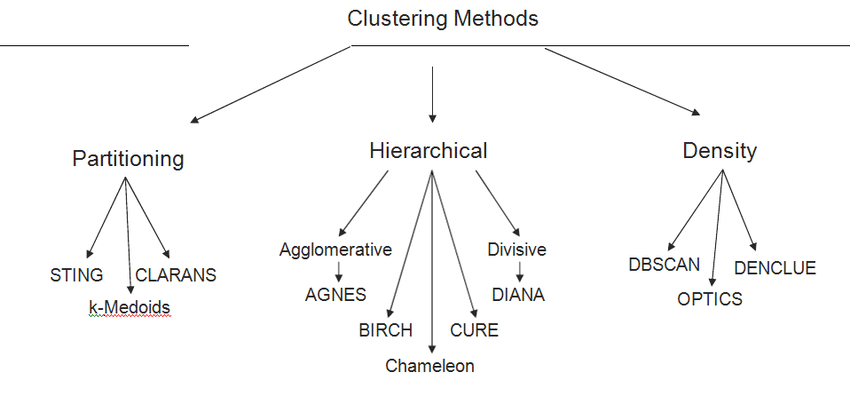 Clustering Methods
Partitioning
Hierarchical
Density
STING
CLARANS
k-Medoids
Agglomerative
Divisive
AGNES
DIANA
BIRCH
CURE
Chameleon
DBSCAN
DENCLUE
OPTICS